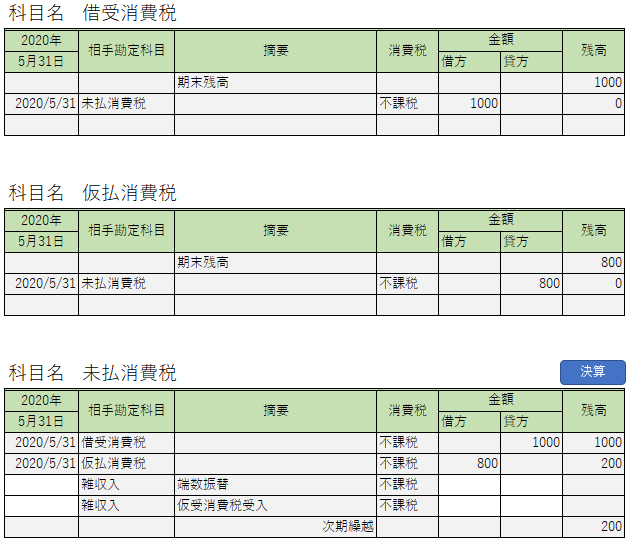 科目名　借受消費税
2020年 相手勘定科目 摘要 消費税 金額 残高
5月31日 借方 貸方
期末残高 1000
2020/5/31 未払消費税 不課税 1000 0
科目名　仮払消費税
2020年 相手勘定科目 摘要 消費税 金額 残高
5月31日 借方 貸方
期末残高 800
2020/5/31 未払消費税 不課税 800 0
科目名　未払消費税 決算
2020年 相手勘定科目 摘要 消費税 金額 残高
5月31日 借方 貸方
2020/5/31 借受消費税 不課税 1000 1000
2020/5/31 仮払消費税 不課税 800 200
雑収入 端数振替 不課税
雑収入 仮受消費税受入 不課税
次期繰越 200